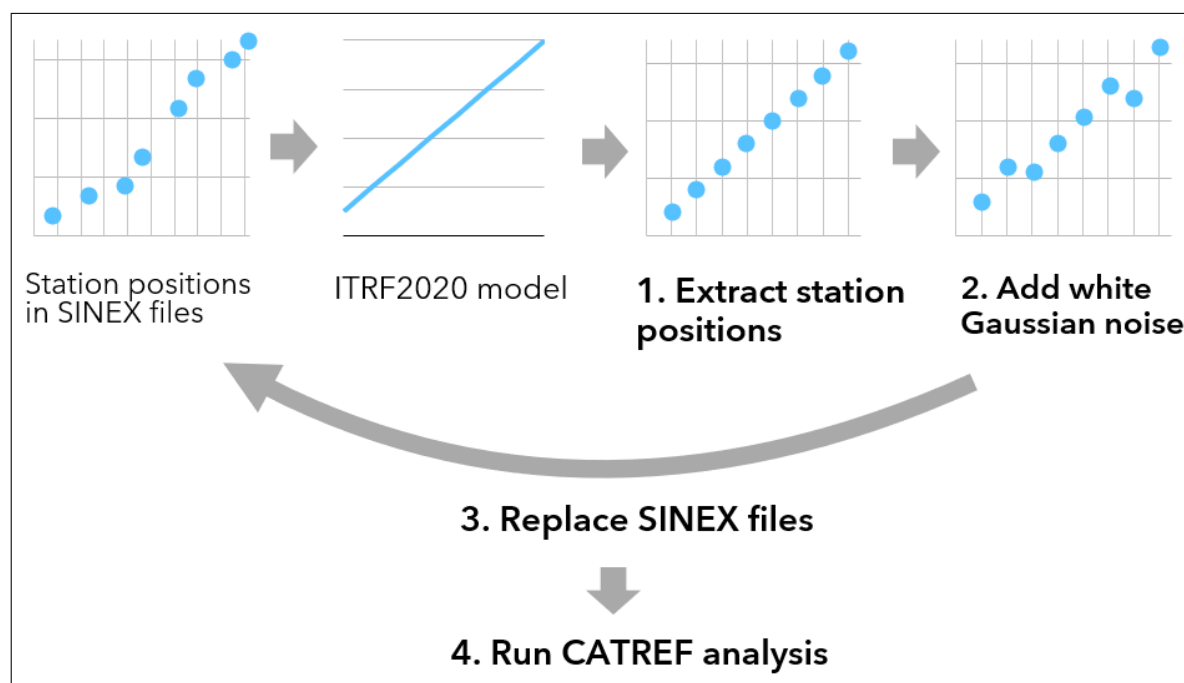 Station positions
in SINEX files
ITRF2020 model
1. Extract station
positions
2. Add white
Gaussian noise
3. Replace SINEX files
4. Run CATREF analysis